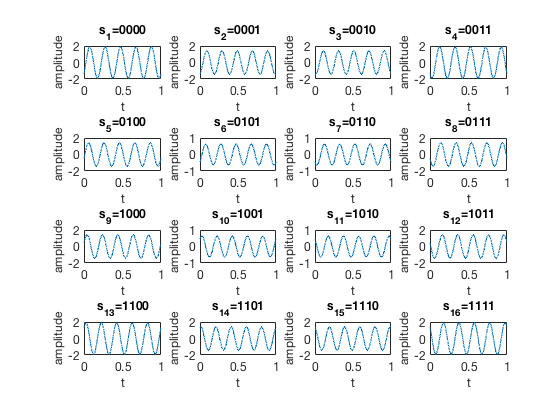 s1=0000 s2=0001 s3=0010 s4=0011
amplitude 2 0 -2 amplitude 2 0 -2 amplitude 2 0 -2 amplitude 2 0 -2
0 0.5 1 0 0.5 1 0 0.5 1 0 0.5 1
t t t t
s5=0100 s6=0101 s7=0110 s8=0111
amplitude 2 0 -2 amplitude 1 0 -1 amplitude 1 0 -1 amplitude 2 0 -2
0 0.5 1 0 0.5 1 0 0.5 1 0 0.5 1
t t t t
s9=1000 s10=1001 s11=1010 s12=1011
amplitude 2 0 -2 amplitude 1 0 -1 amplitude 1 0 -1 amplitude 2 0 -2
0 0.5 1 0 0.5 1 0 0.5 1 0 0.5 1
t t t t
s13=1100 s14=1101 s15=1110 s16=1111
amplitude 2 0 -2 amplitude 2 0 -2 amplitude 2 0 -2 amplitude 2 0 -2
0 0.5 1 0 0.5 1 0 0.5 1 0 0.5 1
t t t t